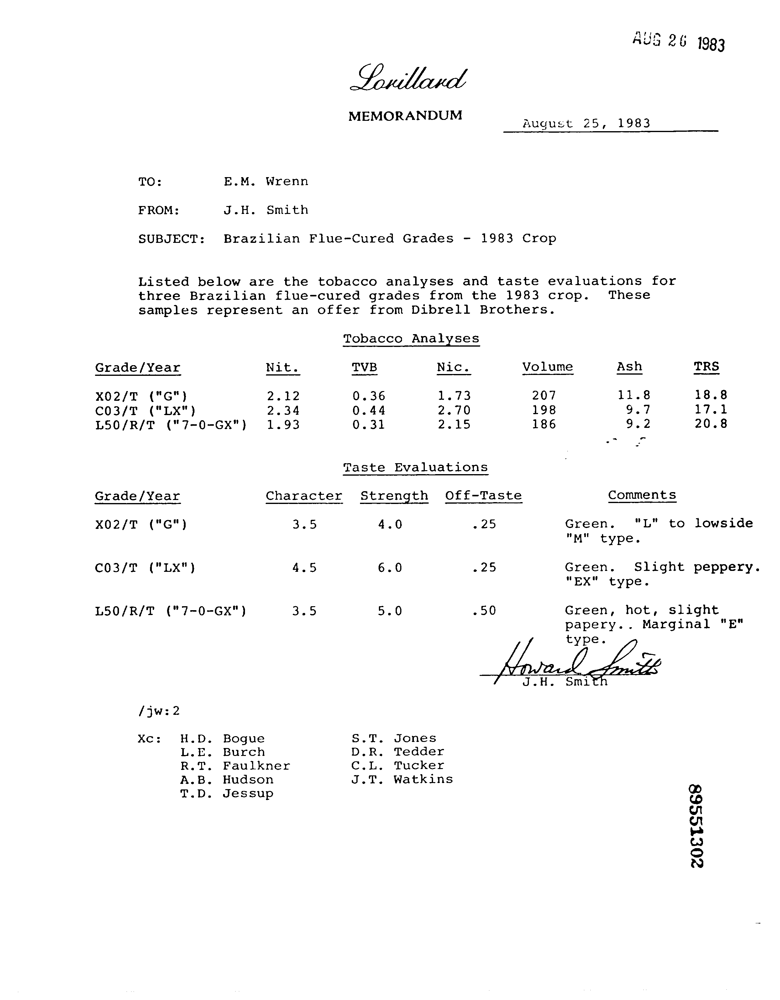 AUG 26 1983
Lorillard
MEMORANDUM
August 25, 1983
TO: E.M. Wrenn
FROM: J.H. Smith
SUBJECT: Brazilian Flue-Cured Grades - 1983 Crop
Listed below are the tobacco analyses and taste evaluations for
three Brazilian flue-cured grades from the 1983 crop. These
samples represent an offer from Dibrell Brothers.
Tobacco Analyses
Grade/Year Nit. TVB Nic. Volume Ash TRS
X02/T ("G") 2.12 0.36 1.73 207 11.8 18.8
C03/T ("LX") 2.34 0.44 2.70 198 9.7 17.1
L50/R/T ("7-0-GX") 1.93 0.31 2.15 186 9.2 20.8
Taste Evaluations
Grade/Year Character Strength Off-Taste Comments
X02/T ("G") 3.5 4.0 .25 Green. "L" to lowside
"M" type.
C03/T ("LX") 4.5 6.0 .25 Green. Slight peppery.
"EX" type.
L50/R/T ("7-0-GX") 3.5 5.0 .50 Green, hot, slight
papery.. Marginal "E"
type.
Howard Smith
J.H. Smith
/jw:2
Xc: H.D. Bogue S.T. Jones
L.E. Burch D.R. Tedder
R.T. Faulkner C.L. Tucker
A.B. Hudson J.T. Watkins
T.D. Jessup
89551302